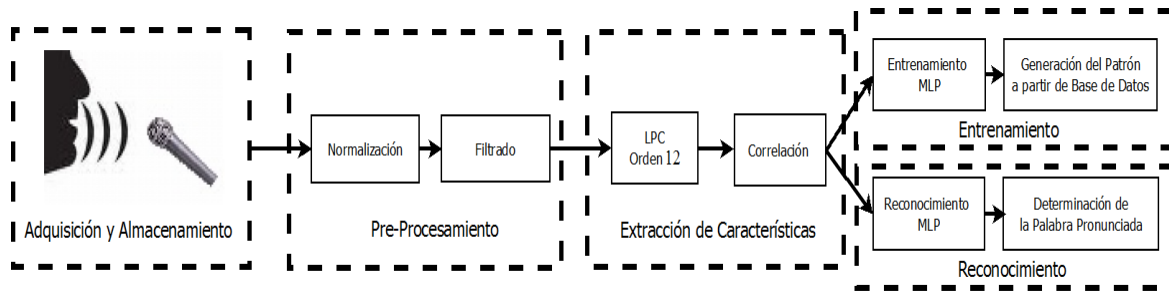 Adquisición y Almacenamiento
Normalización
Filtrado
Pre-Procesamiento
LPC
Orden 12
Correlación
Extracción de Características
Entrenamiento
MLP
Generación del Patrón
a partir de Base de Datos
Entrenamiento
Reconocimiento
MLP
Determinación de
la Palabra Pronunciada
Reconocimiento